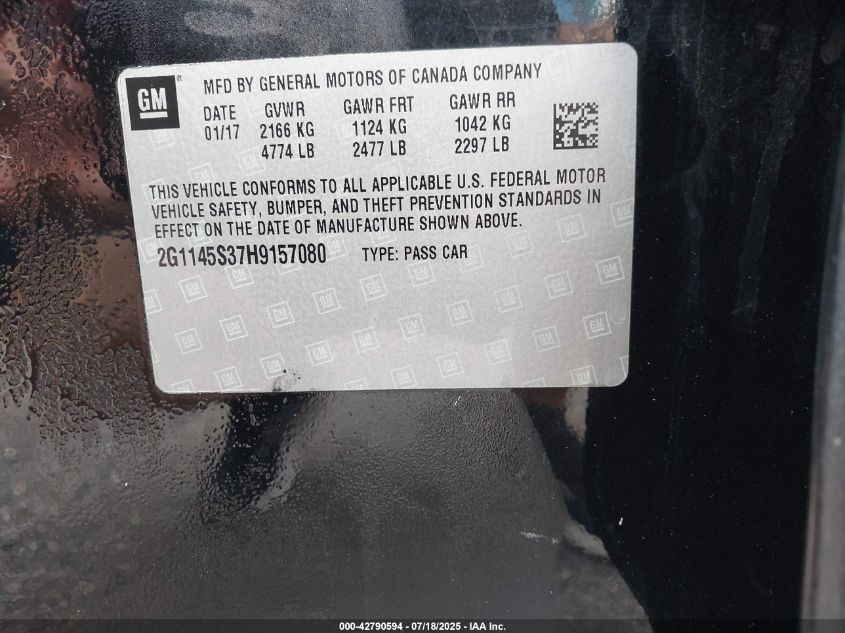 GM ®
MFD BY GENERAL MOTORS OF CANADA COMPANY
DATE GVWR GAWR FRT GAWR RR
01/17 2166 KG 1124 KG 1042 KG
4774 LB 2477 LB 2297 LB
THIS VEHICLE CONFORMS TO ALL APPLICABLE U.S. FEDERAL MOTOR
VEHICLE SAFETY, BUMPER, AND THEFT PREVENTION STANDARDS IN
EFFECT ON THE DATE OF MANUFACTURE SHOWN ABOVE.
2G1145S37H9157080 TYPE: PASS CAR
000-42790594 - 07/18/2025 - IAA Inc.